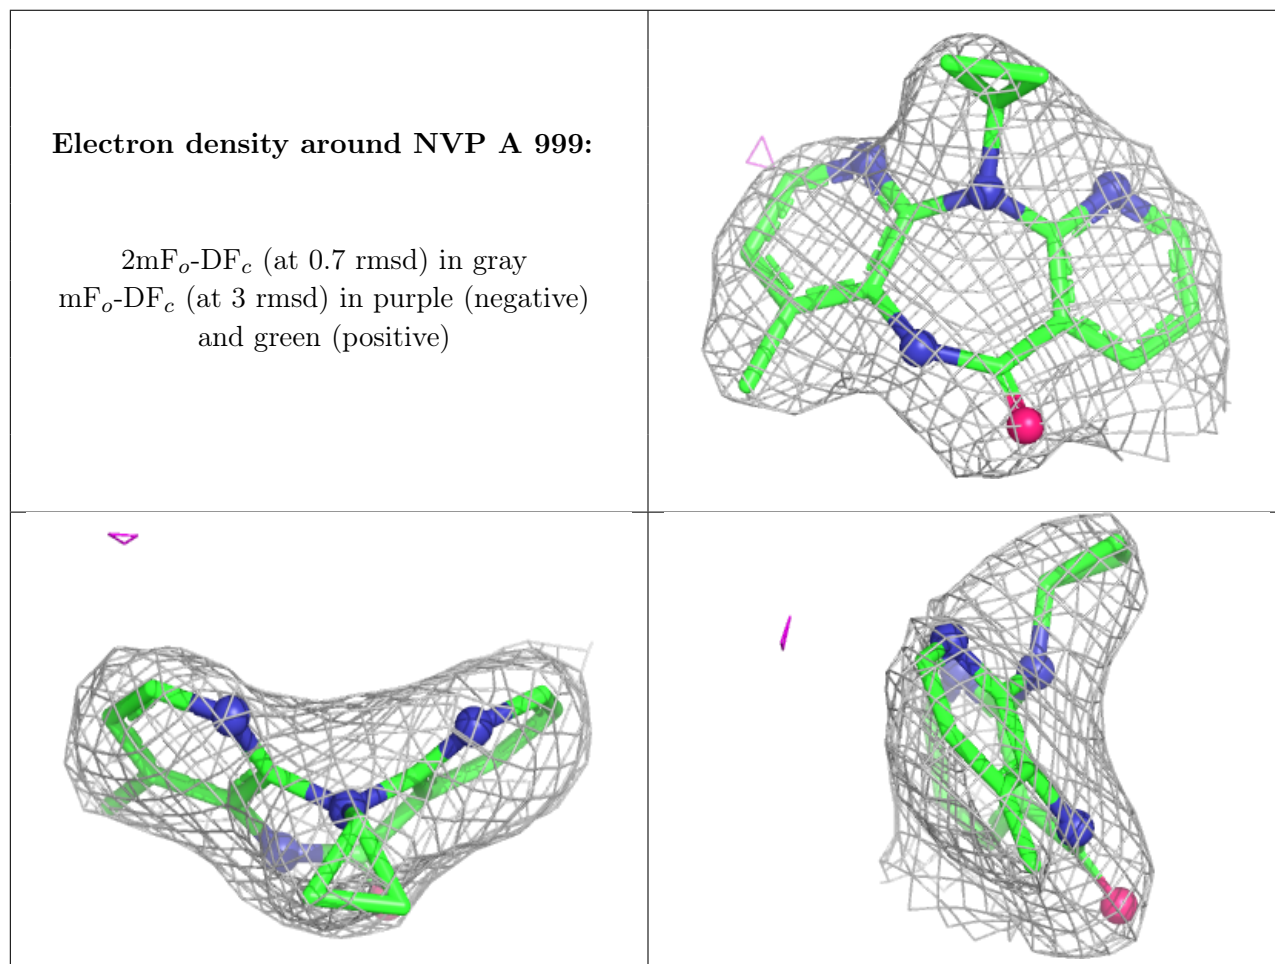 Electron density around NVP A 999:
2mFo-DFc (at 0.7 rmsd) in gray
mFo-DFc (at 3 rmsd) in purple (negative)
and green (positive)